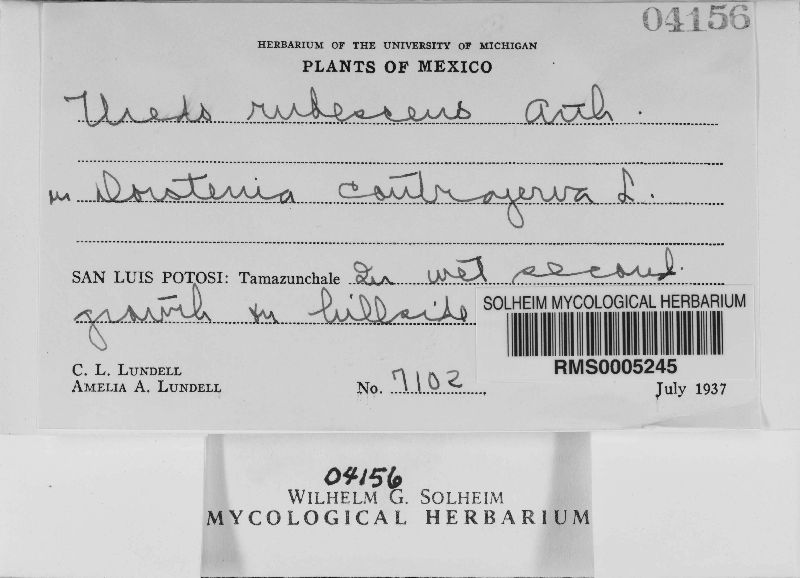 04156
HERBARIUM OF THE UNIVERSITY OF MICHIGAN
PLANTS OF MEXICO
Uredo rubescens Arth.
on Dorstenia contrajerva L.
SAN LUIS POTOSI: Tamazunchale In wet second
growth on hillside
SOLHEIM MYCOLOGICAL HERBARIUM
RMS0005245
C. L. LUNDELL
AMELIA A. LUNDELL
No. 7102.
July 1937
04156
WILHELM G. SOLHEIM
MYCOLOGICAL HERBARIUM